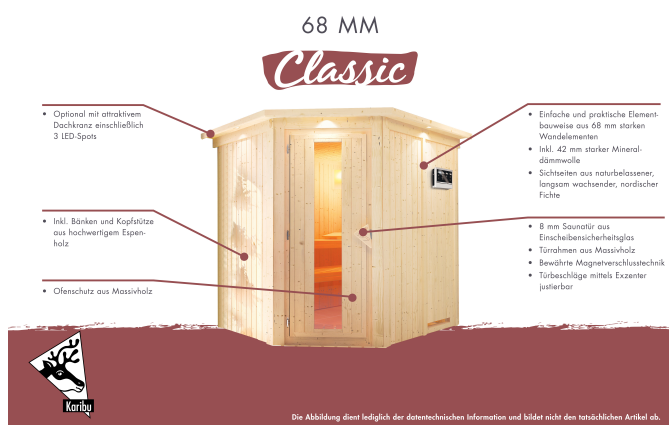 68 MM
Classic
• Optional mit attraktivem
Dachkranz einschließlich
3 LED-Spots
• Inkl. Bänken und Kopfstütze
aus hochwertigem Espen-
holz
• Ofenschutz aus Massivholz
• Einfache und praktische Element-
bauweise aus 68 mm starken
Wandelementen
• Inkl. 42 mm starker Mineral-
dämmwolle
• Sichtseiten aus naturbelassener,
langsam wachsender, nordischer
Fichte
• 8 mm Saunatür aus
Einscheibensicherheitsglas
• Türrahmen aus Massivholz
• Bewährte Magnetverschlusstechnik
• Türbeschläge mittels Exzenter
justierbar
Karibu
Die Abbildung dient lediglich der datentechnischen Information und bildet nicht den tatsächlichen Artikel ab.